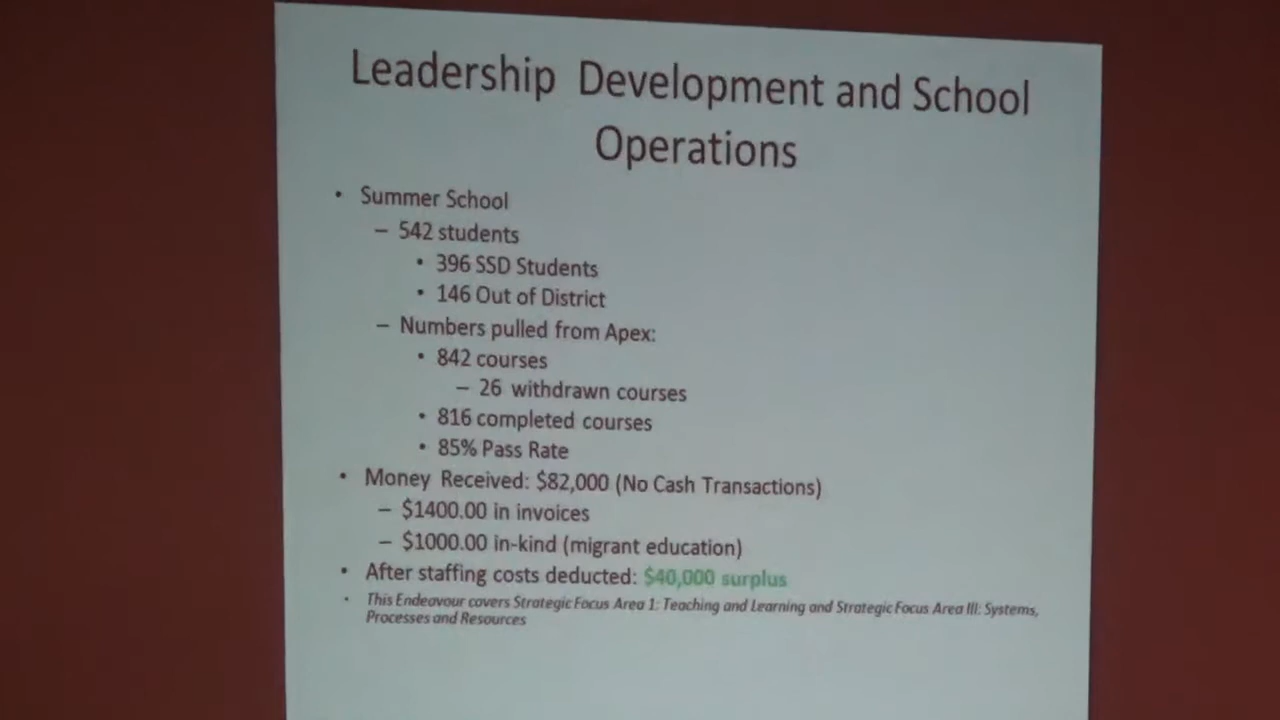 Leadership Development and School
Operations
• Summer School
– 542 students
• 396 SSD Students
• 146 Out of District
– Numbers pulled from Apex:
• 842 courses
– 26 withdrawn courses
• 816 completed courses
• 85% Pass Rate
• Money Received: $82,000 (No Cash Transactions)
– $1400.00 in invoices
– $1000.00 in-kind (migrant education)
• After staffing costs deducted: $40,000 surplus
• This Endeavour covers Strategic Focus Area 1: Teaching and Learning and Strategic Focus Area III: Systems,
Processes and Resources